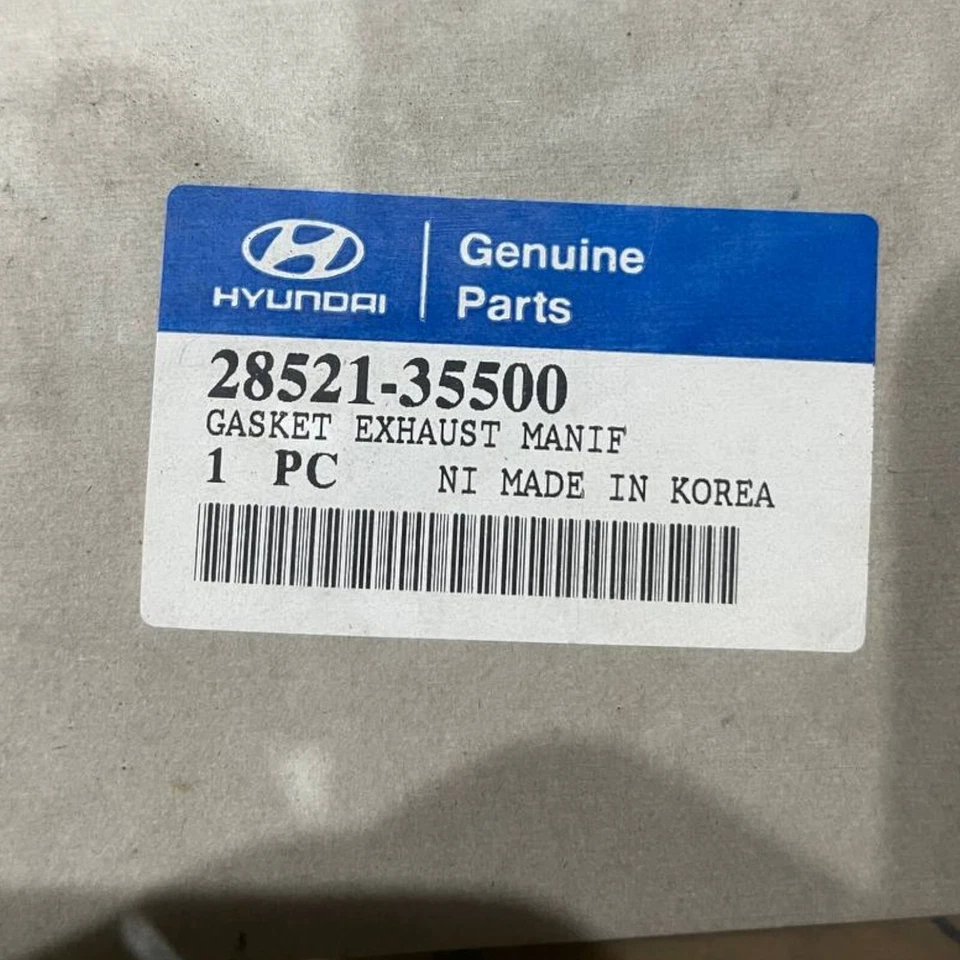 HYUNDAI
Genuine
Parts
28521-35500
GASKET EXHAUST MANIF
1 PC NI MADE IN KOREA